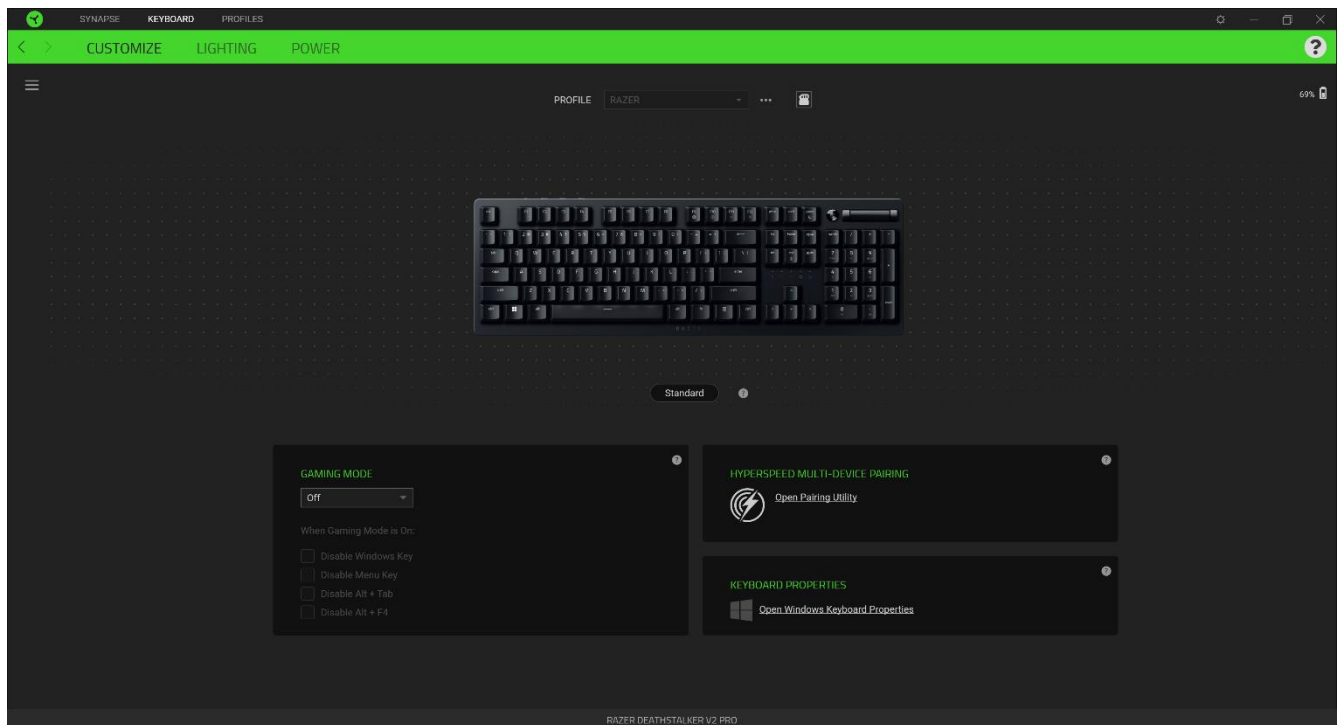 SYNAPSE KEYBOARD PROFILES
CUSTOMIZE LIGHTING POWER
?
PROFILE RAZER
69%
Standard ?
GAMING MODE ?
Off
When Gaming Mode is On:
Disable Windows Key
Disable Menu Key
Disable Alt + Tab
Disable Alt + F4
HYPERSPEED MULTI-DEVICE PAIRING ?
Open Pairing Utility
KEYBOARD PROPERTIES ?
Open Windows Keyboard Properties
RAZER DEATHSTALKER V2 PRO